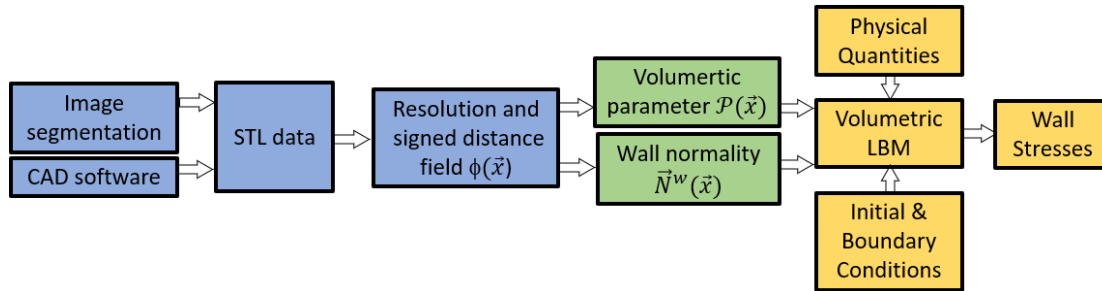 Image
segmentation
CAD software
STL data
Resolution and
signed distance
field ϕ(x⃗)
Volumertic
parameter 𝒫(x⃗)
Wall normality
N⃗ʷ(x⃗)
Physical
Quantities
Volumetric
LBM
Initial &
Boundary
Conditions
Wall
Stresses